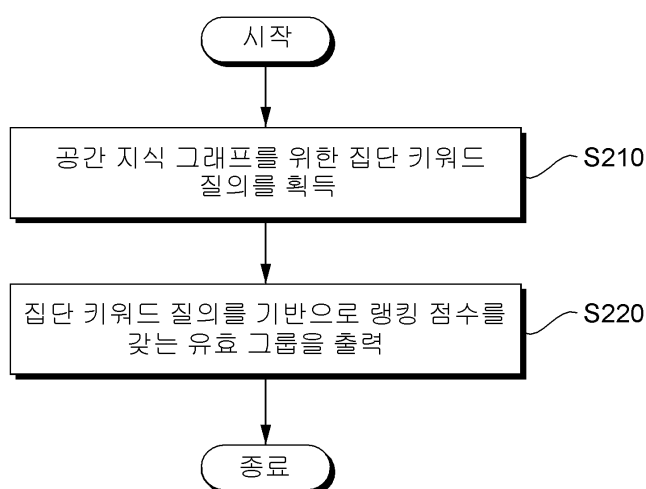 시작
공간 지식 그래프를 위한 집단 키워드
질의를 획득
S210
집단 키워드 질의를 기반으로 랭킹 점수를
갖는 유효 그룹을 출력
S220
종료